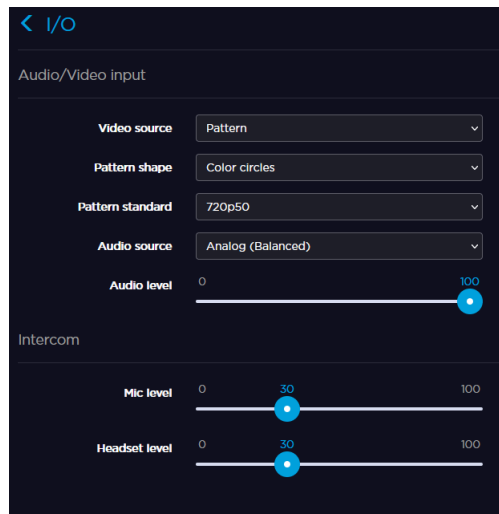 I/O
Audio/Video input
Video source Pattern
Pattern shape Color circles
Pattern standard 720p50
Audio source Analog (Balanced)
Audio level 0 100
Intercom
Mic level 0 30 100
Headset level 0 30 100